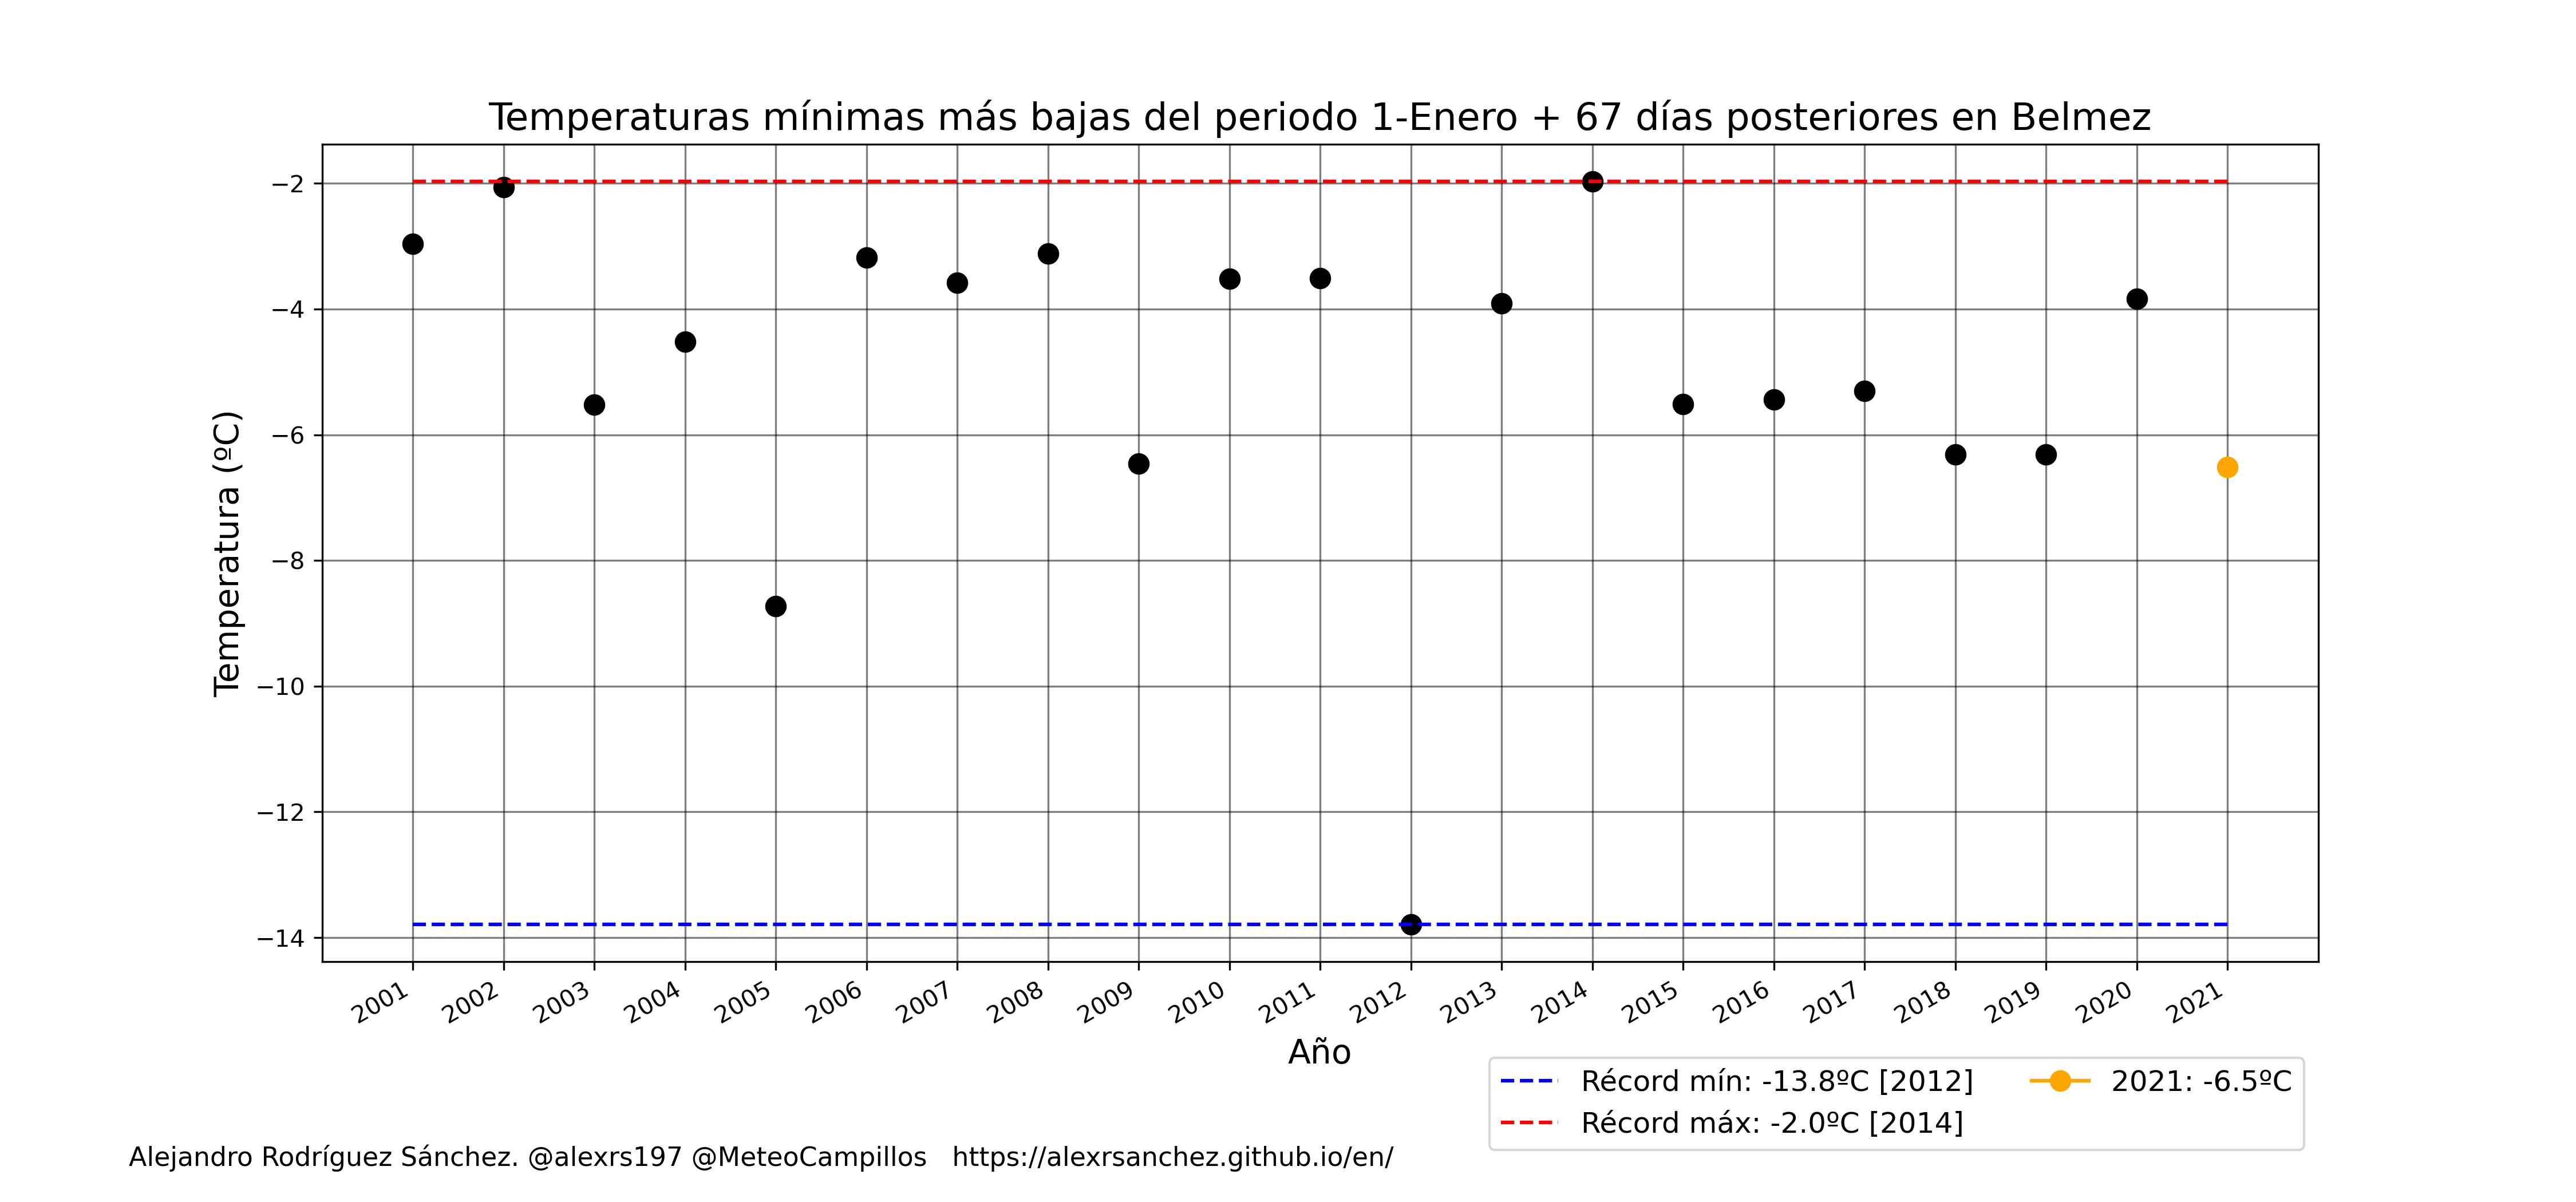 Temperaturas mínimas más bajas del periodo 1-Enero + 67 días posteriores en Belmez
Temperatura (ºC)
−2
−4
−6
−8
−10
−12
−14
2001 2002 2003 2004 2005 2006 2007 2008 2009 2010 2011 2012 2013 2014 2015 2016 2017 2018 2019 2020 2021
Año
Récord mín: -13.8ºC [2012]
Récord máx: -2.0ºC [2014]
2021: -6.5ºC
Alejandro Rodríguez Sánchez. @alexrs197 @MeteoCampillos https://alexrsanchez.github.io/en/